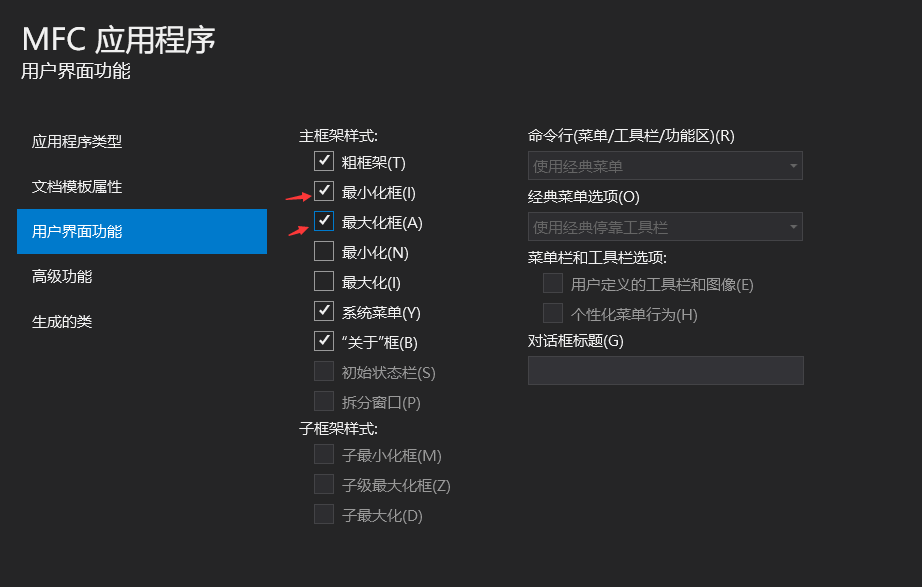 MFC 应用程序
用户界面功能
应用程序类型
文档模板属性
用户界面功能
高级功能
生成的类
主框架样式:
粗框架(T)
最小化框(I)
最大化框(A)
最小化(N)
最大化(I)
系统菜单(Y)
“关于”框(B)
初始状态栏(S)
拆分窗口(P)
子框架样式:
子最小化框(M)
子级最大化框(Z)
子最大化(D)
命令行(菜单/工具栏/功能区)(R)
使用经典菜单
经典菜单选项(O)
使用经典停靠工具栏
菜单栏和工具栏选项:
用户定义的工具栏和图像(E)
个性化菜单行为(H)
对话框标题(G)